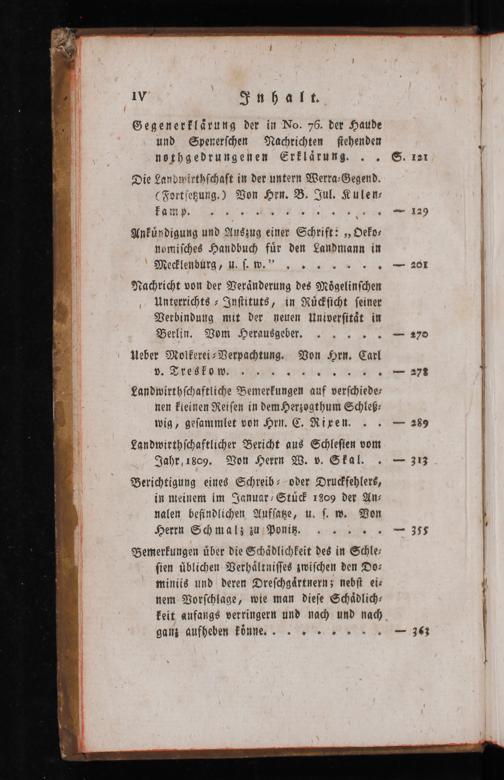 IV Inhalt.
Gegenerklärung der in No. 76. der Haude
und Spenerschen Nachrichten stehenden
nothgedrungenen Erklärung. . . S. 121
Die Landwirthschaft in der untern Werra-Gegend.
(Fortsetzung.) Von Hrn. B. Jul. Kulen-
kamp. . . . . . . . . . . . . — 129
Ankündigung und Auszug einer Schrift: „Oeko-
nomisches Handbuch für den Landmann in
Mecklenburg, u. s. w.” . . . . . . . — 201
Nachricht von der Veränderung des Mögelinschen
Unterrichts-Instituts, in Rücksicht seiner
Verbindung mit der neuen Universität in
Berlin. Vom Herausgeber. . . . . . — 270
Ueber Molkerei-Verpachtung. Von Hrn. Carl
v. Treskow. . . . . . . . . . . — 278
Landwirthschaftliche Bemerkungen auf verschiede-
nen kleinen Reisen in dem Herzogthum Schleß-
wig, gesammlet von Hrn. C. Rixen. . . — 289
Landwirthschaftlicher Bericht aus Schlesien vom
Jahr 1809. Von Herrn W. v. Skal. . — 313
Berichtigung eines Schreib- oder Druckfehlers,
in meinem im Januar-Stück 1809 der An-
nalen befindlichen Aufsatze, u. s. w. Von
Herrn Schmalz zu Ponitz. . . . . . — 355
Bemerkungen über die Schädlichkeit des in Schle-
sien üblichen Verhältnisses zwischen den Do-
miniis und deren Dreschgärtnern; nebst ei-
nem Vorschlage, wie man diese Schädlich-
keit anfangs verringern und nach und nach
ganz aufheben könne. . . . . . . . — 363